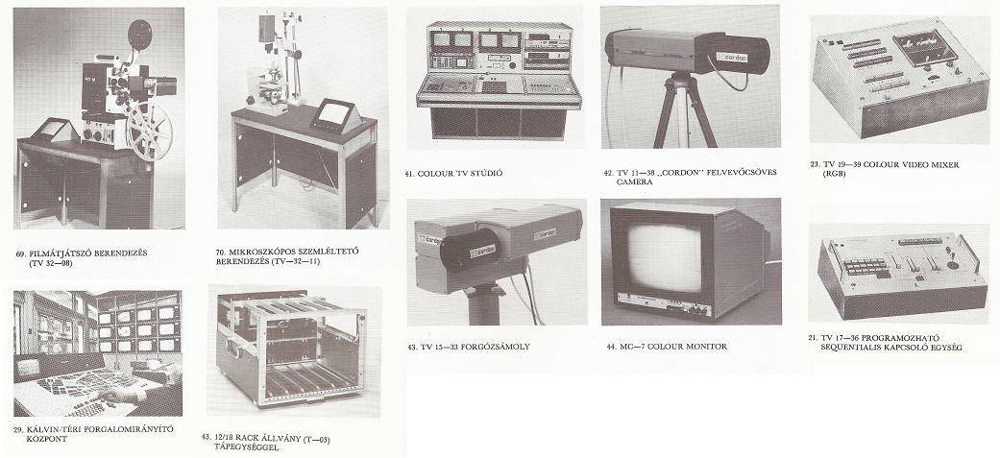 69. FILMÁTJÁTSZÓ BERENDEZÉS
(TV 32—08)
70. MIKROSZKÓPOS SZEMLÉLTETŐ
BERENDEZÉS (TV—32—11)
41. COLOUR TV STÚDIÓ
cordon
cordon
42. TV 11—38 „CORDON” FELVEVŐCSÖVES
CAMERA
23. TV 19—39 COLOUR VIDEO MIXER
(RGB)
cordon
cordon
cordon
43. TV 15—33 FORGÓZSÁMOLY
44. MC—7 COLOUR MONITOR
21. TV 17—36 PROGRAMOZHATÓ
SEQUENTIALIS KAPCSOLÓ EGYSÉG
29. KÁLVIN-TÉRI FORGALOMIRÁNYÍTÓ
KÖZPONT
43. 12/18 RACK ÁLLVÁNY (T—03)
TÁPEGYSÉGGEL